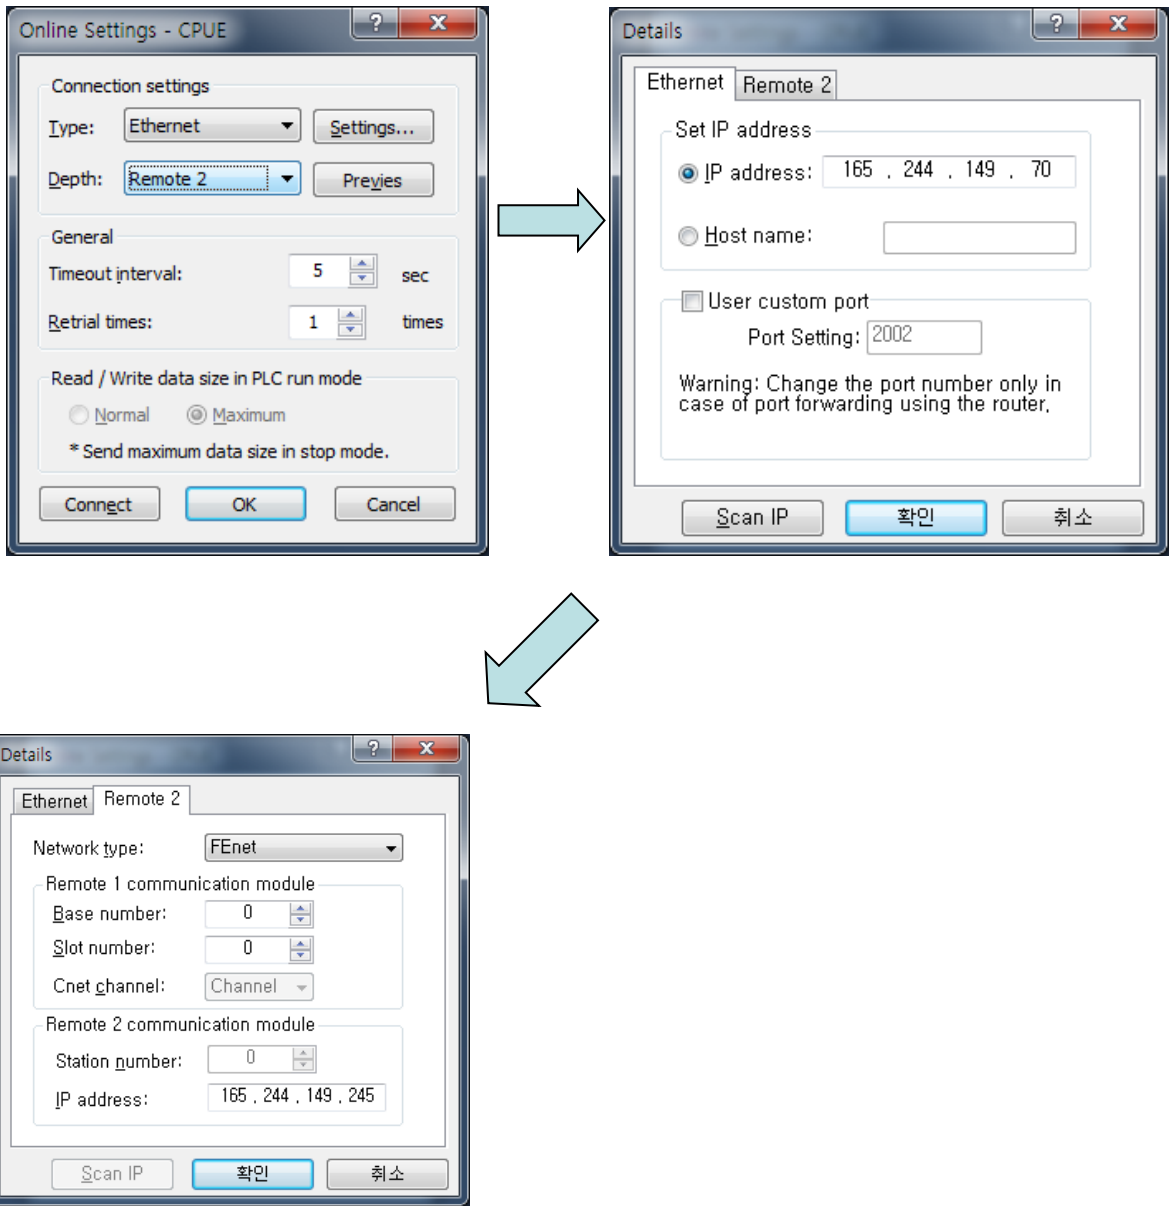 Online Settings - CPUE
?
X
Connection settings
Type: Ethernet Settings...
Depth: Remote 2 Previes
General
Timeout interval: 5 sec
Retrial times: 1 times
Read / Write data size in PLC run mode
Normal Maximum
* Send maximum data size in stop mode.
Connect OK Cancel
Details
?
X
Ethernet Remote 2
Set IP address
IP address: 165 . 244 . 149 . 70
Host name:
User custom port
Port Setting: 2002
Warning: Change the port number only in
case of port forwarding using the router.
Scan IP 확인 취소
Details
?
X
Ethernet Remote 2
Network type: FEnet
Remote 1 communication module
Base number: 0
Slot number: 0
Cnet channel: Channel
Remote 2 communication module
Station number: 0
IP address: 165 . 244 . 149 . 245
Scan IP 확인 취소